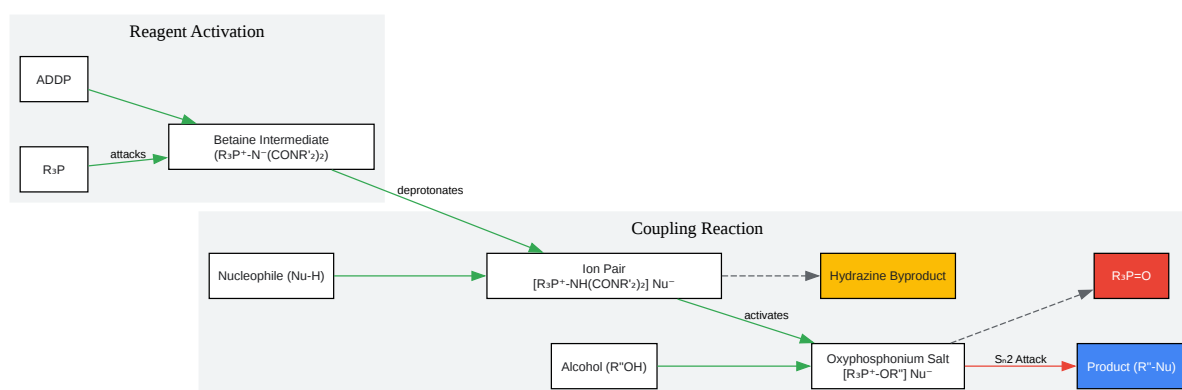 Reagent Activation
ADDP
R₃P
attacks
Betaine Intermediate
(R₃P⁺-N⁻(CONR'₂)₂)
deprotonates
Coupling Reaction
Nucleophile (Nu-H)
Ion Pair
[R₃P⁺-NH(CONR'₂)₂] Nu⁻
Hydrazine Byproduct
R₃P=O
activates
Alcohol (R"OH)
Oxyphosphonium Salt
[R₃P⁺-OR"] Nu⁻
Sₙ2 Attack
Product (R"-Nu)